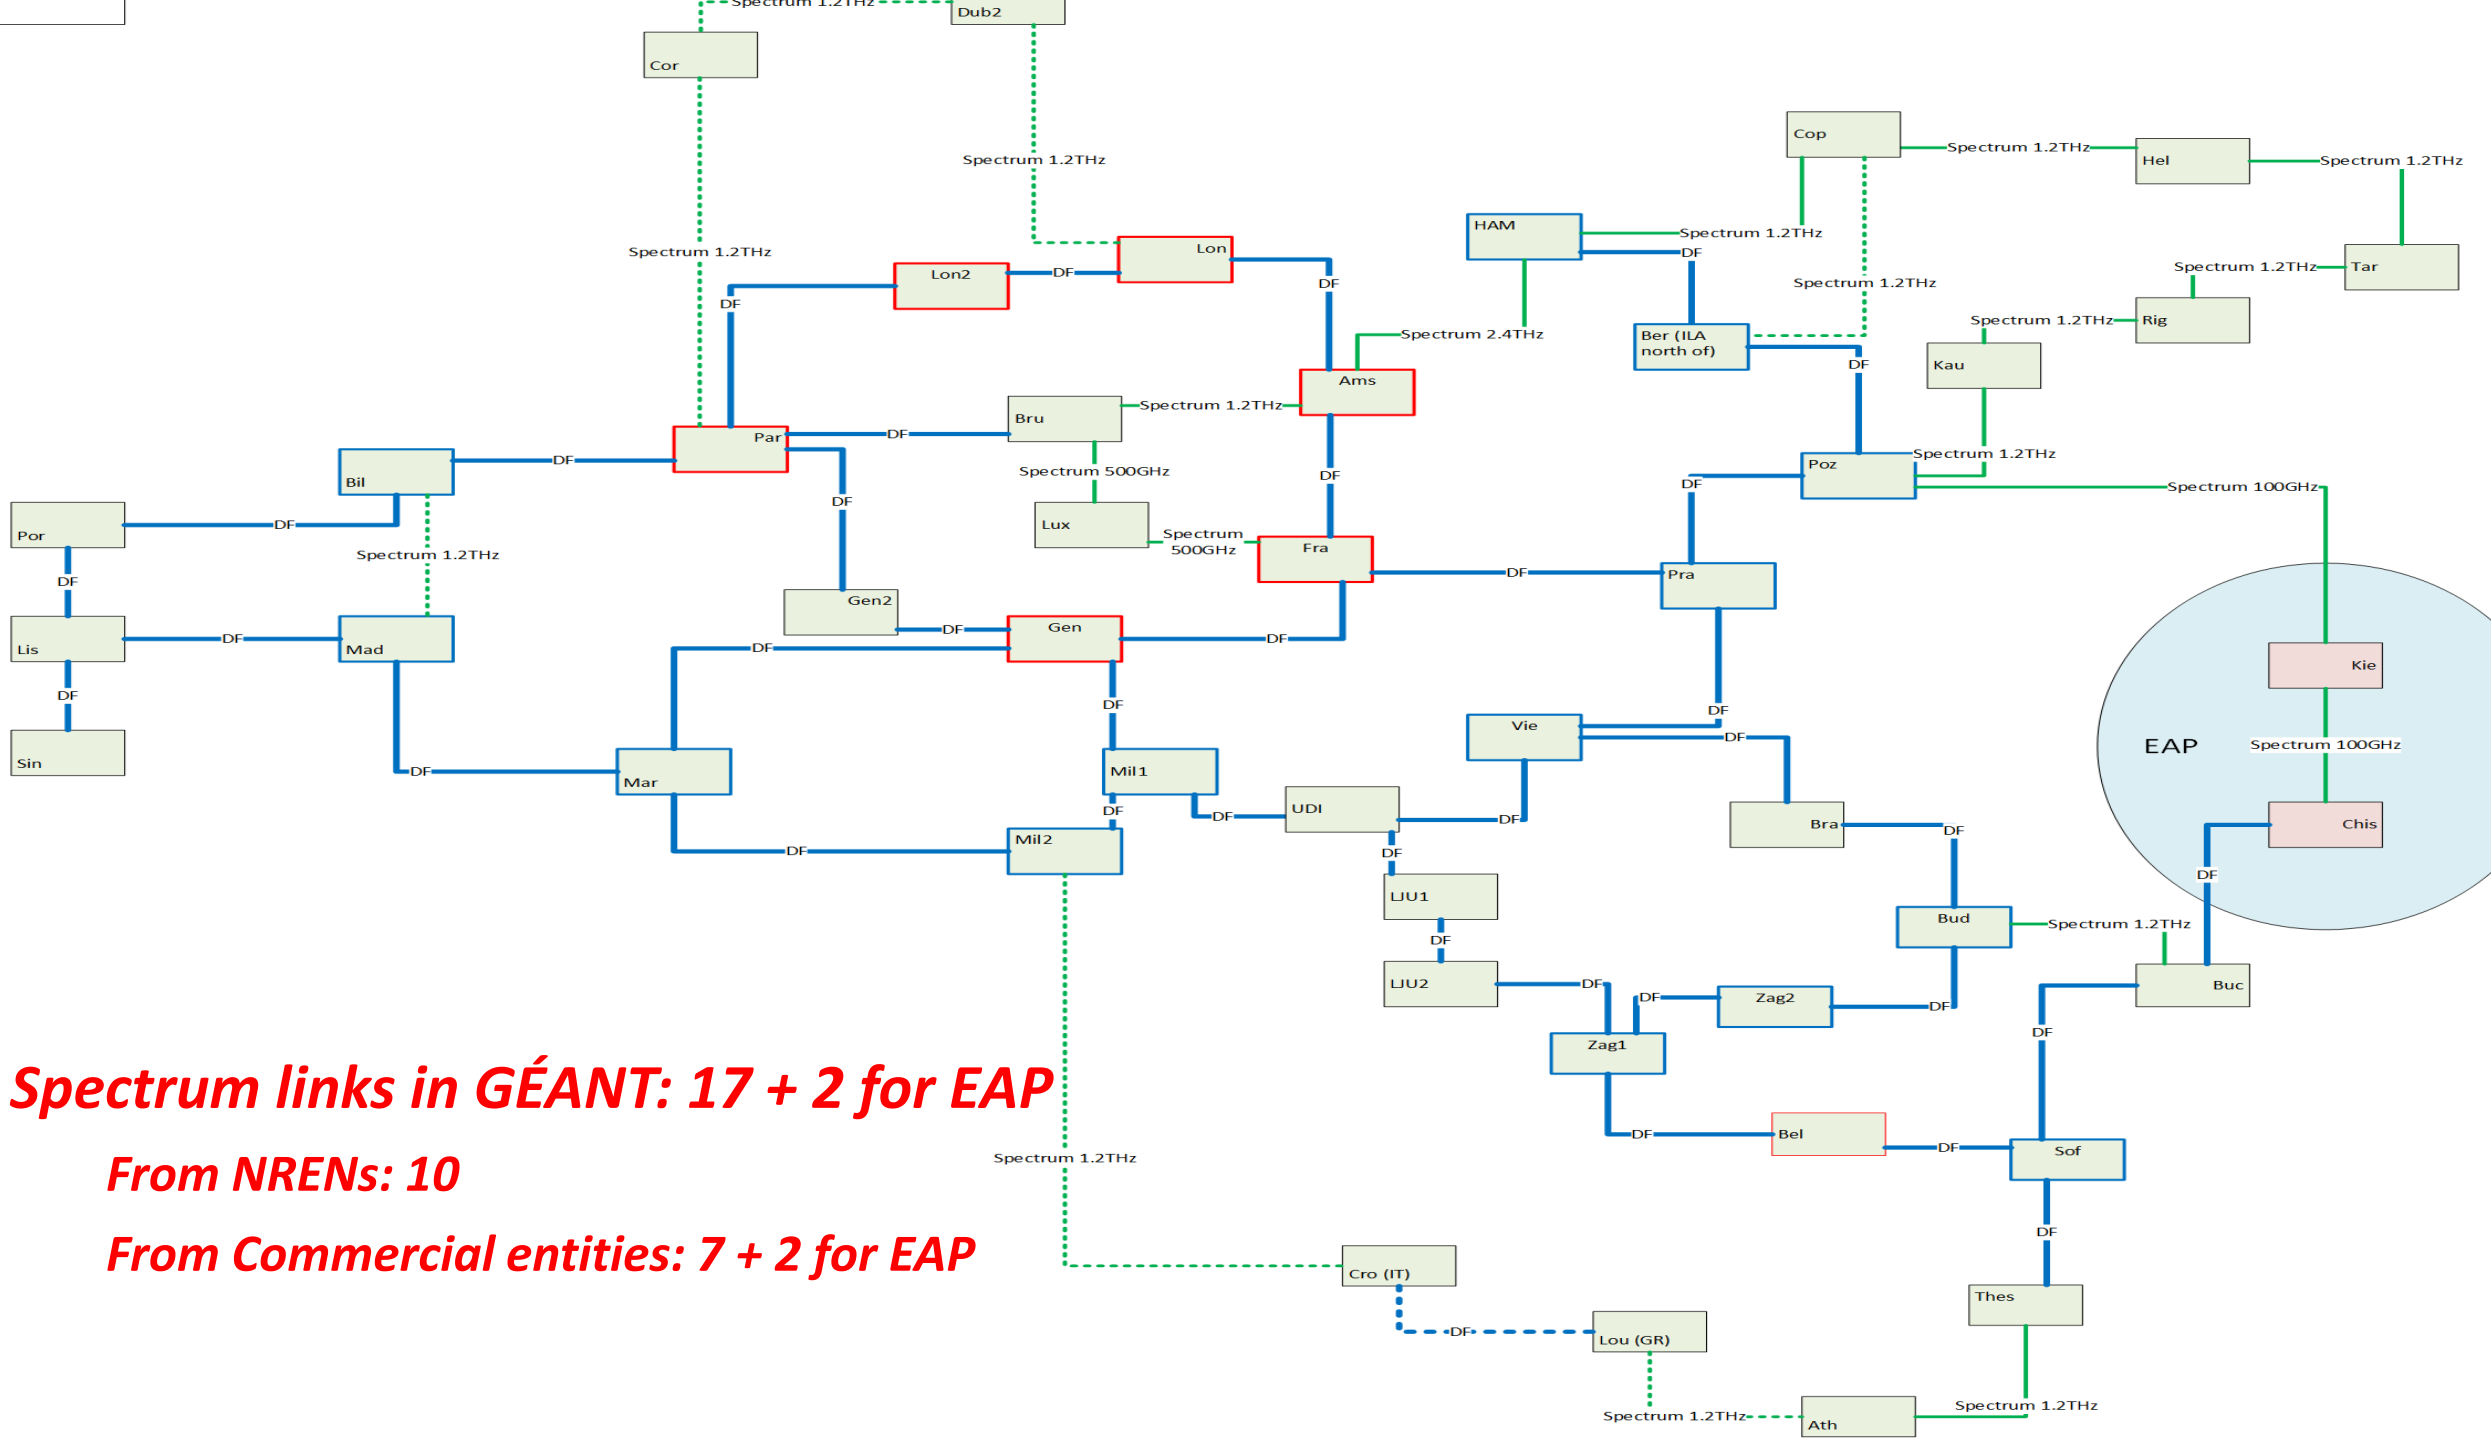 Spectrum 1.2THz
Dub2
Cor
Cop
Spectrum 1.2THz
Hel
Spectrum 1.2THz
Spectrum 1.2THz
HAM
Spectrum 1.2THz
Lon
Spectrum 1.2THz
DF
Tar
Spectrum 1.2THz
Lon2
DF
DF
Spectrum 1.2THz
DF
Spectrum 1.2THz
Rig
Spectrum 2.4THz
Ber (ILA
north of)
DF
Kau
Ams
Spectrum 1.2THz
Bru
Par
DF
Spectrum 1.2THz
DF
Poz
Spectrum 500GHz
DF
Bil
DF
DF
Spectrum 100GHz
Lux
Spectrum
500GHz
Fra
DF
Por
Spectrum 1.2THz
DF
Pra
DF
Gen2
DF
Gen
DF
Lis
DF
Mad
DF
Kie
DF
DF
DF
Vie
DF
EAP
Spectrum 100GHz
Sin
DF
Mar
Mil1
DF
UDI
DF
DF
Bra
DF
Chis
Mil2
DF
DF
DF
LJU1
Bud
Spectrum 1.2THz
DF
LJU2
DF
DF
Zag2
DF
Buc
DF
Zag1
Spectrum links in GÉANT: 17 + 2 for EAP
DF
Bel
DF
Sof
Spectrum 1.2THz
From NRENs: 10
DF
From Commercial entities: 7 + 2 for EAP
Cro (IT)
Thes
DF
Lou (GR)
Spectrum 1.2THz
Ath
Spectrum 1.2THz